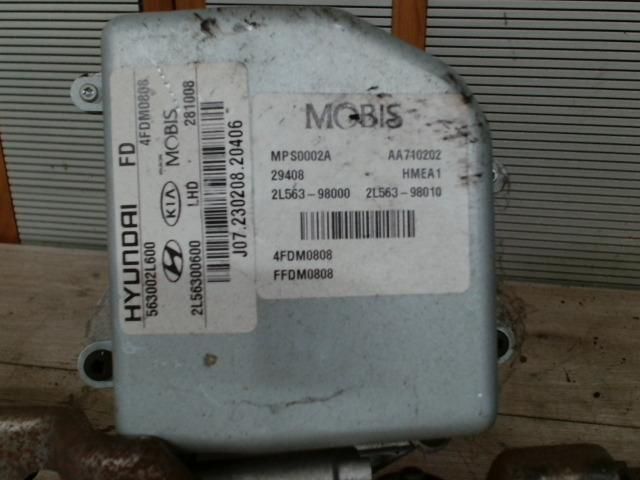 HYUNDAI FD
563002L600 4FDM0808
KIA MOBIS 281008
2L56300600 LHD
J07.230208.20406
MOBIS
MPS0002A AA710202
29408 HMEA1
2L563-98000 2L563-98010
4FDM0808
FFDM0808